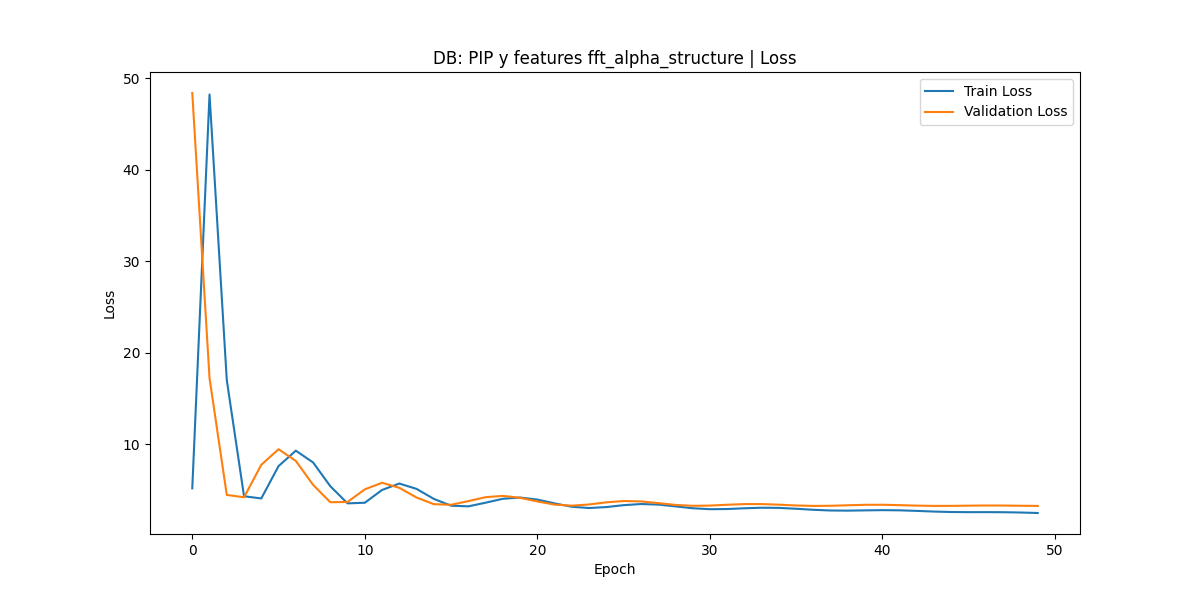 DB: PIP y features fft_alpha_structure | Loss
Train Loss
Validation Loss
50
40
30
20
10
Loss
0 10 20 30 40 50
Epoch